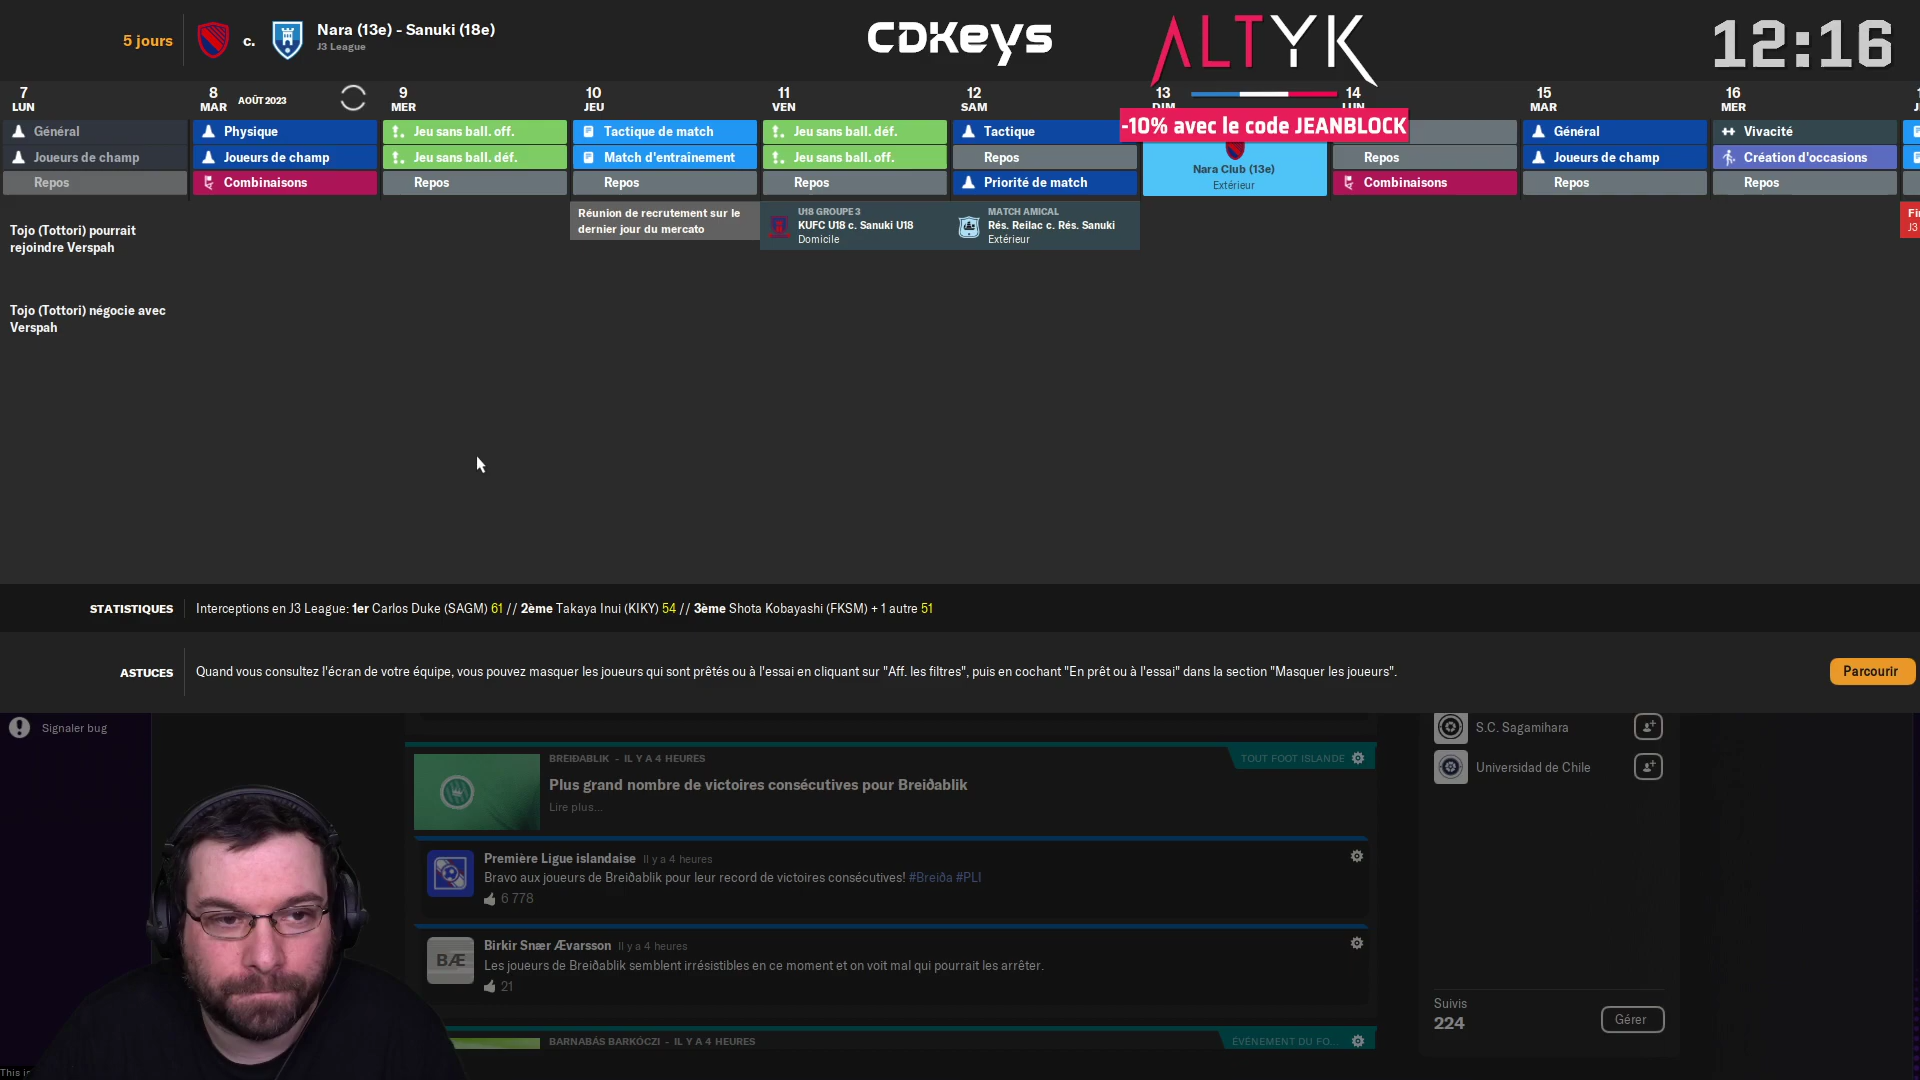 5 jours
c.
Nara (13e) - Sanuki (18e)
J3 League
CDKeys
ALTYK
12:16
-10% avec le code JEANBLOCK
7
LUN
8
MAR
AOÛT 2023
9
MER
10
JEU
11
VEN
12
SAM
13
DIM
14
LUN
15
MAR
16
MER
Général
Physique
Jeu sans ball. off.
Tactique de match
Jeu sans ball. déf.
Tactique
Général
Vivacité
Joueurs de champ
Joueurs de champ
Jeu sans ball. déf.
Match d'entraînement
Jeu sans ball. off.
Repos
Nara Club (13e)
Extérieur
Repos
Joueurs de champ
Création d'occasions
Repos
Combinaisons
Repos
Repos
Repos
Priorité de match
Combinaisons
Repos
Repos
Tojo (Tottori) pourrait
rejoindre Verspah
Réunion de recrutement sur le
dernier jour du mercato
U18 GROUPE 3
KUFC U18 c. Sanuki U18
Domicile
MATCH AMICAL
Rés. Reilac c. Rés. Sanuki
Extérieur
J3
Tojo (Tottori) négocie avec
Verspah
STATISTIQUES
Interceptions en J3 League: 1er Carlos Duke (SAGM) 61 // 2ème Takaya Inui (KIKY) 54 // 3ème Shota Kobayashi (FKSM) + 1 autre 51
ASTUCES
Quand vous consultez l'écran de votre équipe, vous pouvez masquer les joueurs qui sont prêtés ou à l'essai en cliquant sur "Aff. les filtres", puis en cochant "En prêt ou à l'essai" dans la section "Masquer les joueurs".
Parcourir
Signaler bug
S.C. Sagamihara
Universidad de Chile
BREIÐABLIK - IL Y A 4 HEURES
TOUT FOOT ISLANDE
Plus grand nombre de victoires consécutives pour Breiðablik
Lire plus...
Première Ligue islandaise Il y a 4 heures
Bravo aux joueurs de Breiðablik pour leur record de victoires consécutives! #Breiða #PLI
6 778
BÆ
Birkir Snær Ævarsson Il y a 4 heures
Les joueurs de Breiðablik semblent irrésistibles en ce moment et on voit mal qui pourrait les arrêter.
21
Suivis
224
Gérer
BARNABÁS BARKÓCZI - IL Y A 4 HEURES
ÉVÉNEMENT DU FO...
This is